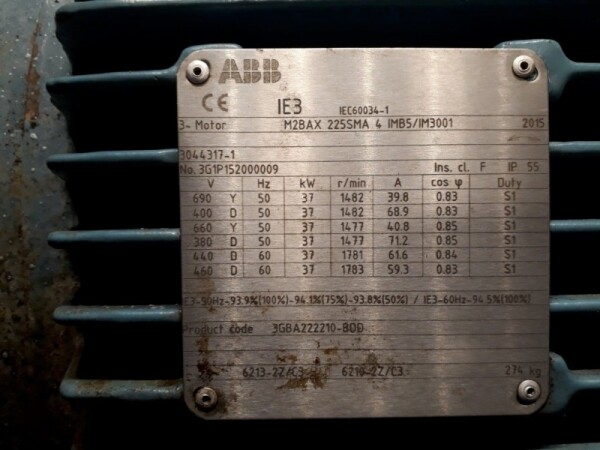 ABB
CE IE3 IEC60034-1
3~ Motor M2BAX 225SMA 4 IMB5/IM3001 2015
3044317-1
No. 3G1P152000009 Ins. cl. F IP 55
V Hz kW r/min A cos φ Duty
690 Y 50 37 1482 39.8 0.83 S1
400 D 50 37 1482 68.9 0.83 S1
660 Y 50 37 1477 40.8 0.85 S1
380 D 50 37 1477 71.2 0.85 S1
440 D 60 37 1781 61.6 0.84 S1
460 D 60 37 1783 59.3 0.83 S1
IE3-50Hz-93.9%(100%)-94.1%(75%)-93.8%(50%) / IE3-60Hz-94.5%(100%)
Product code 3GBA222210-BDD
6213-2Z/C3 6210-2Z/C3 274 kg